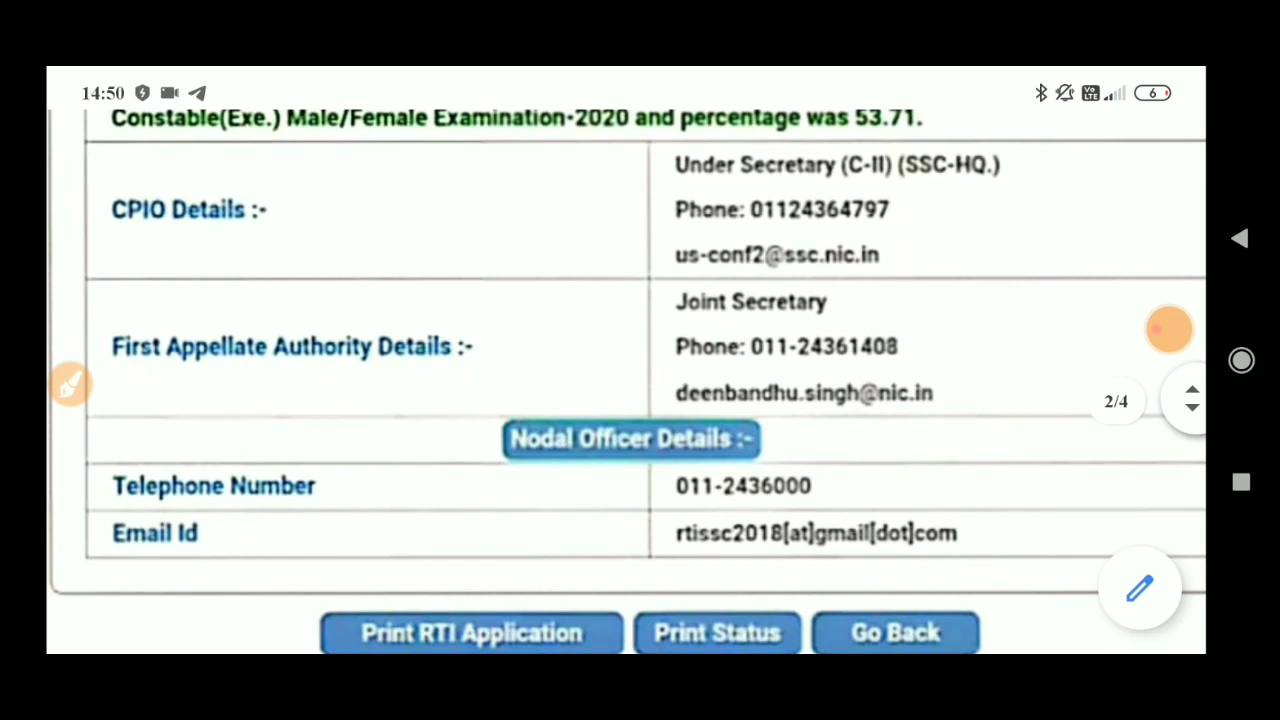 14:50 Vo LTE 6
Constable(Exe.) Male/Female Examination-2020 and percentage was 53.71.
CPIO Details :-
Under Secretary (C-II) (SSC-HQ.)
Phone: 01124364797
us-conf2@ssc.nic.in
First Appellate Authority Details :-
Joint Secretary
Phone: 011-24361408
deenbandhu.singh@nic.in
2/4
Nodal Officer Details :-
Telephone Number 011-2436000
Email Id rtissc2018[at]gmail[dot]com
Print RTI Application Print Status Go Back